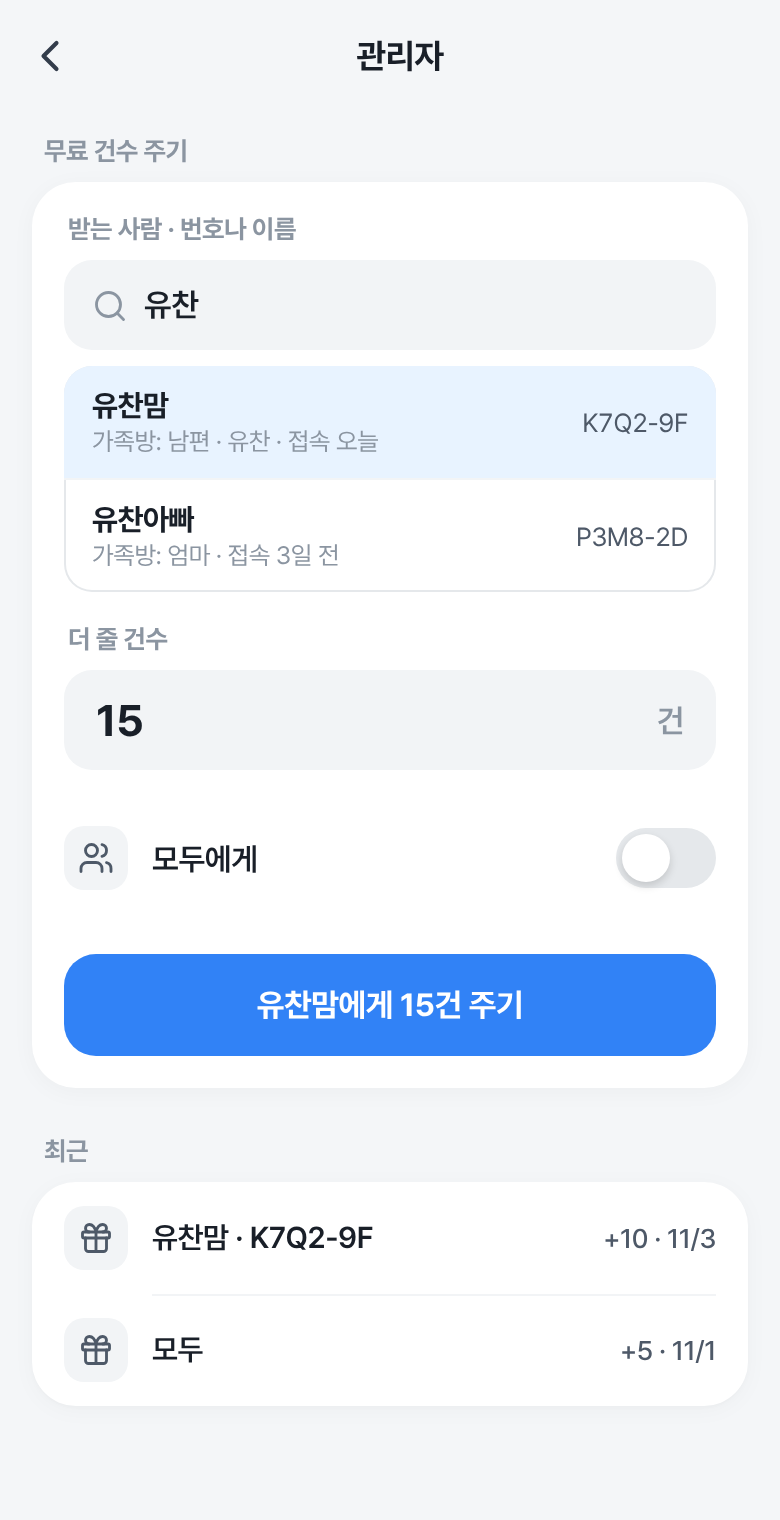 관리자
무료 건수 주기
받는 사람 · 번호나 이름
유찬
유찬맘
가족방: 남편 · 유찬 · 접속 오늘
K7Q2-9F
유찬아빠
가족방: 엄마 · 접속 3일 전
P3M8-2D
더 줄 건수
15 건
모두에게
유찬맘에게 15건 주기
최근
유찬맘 · K7Q2-9F +10 · 11/3
모두 +5 · 11/1